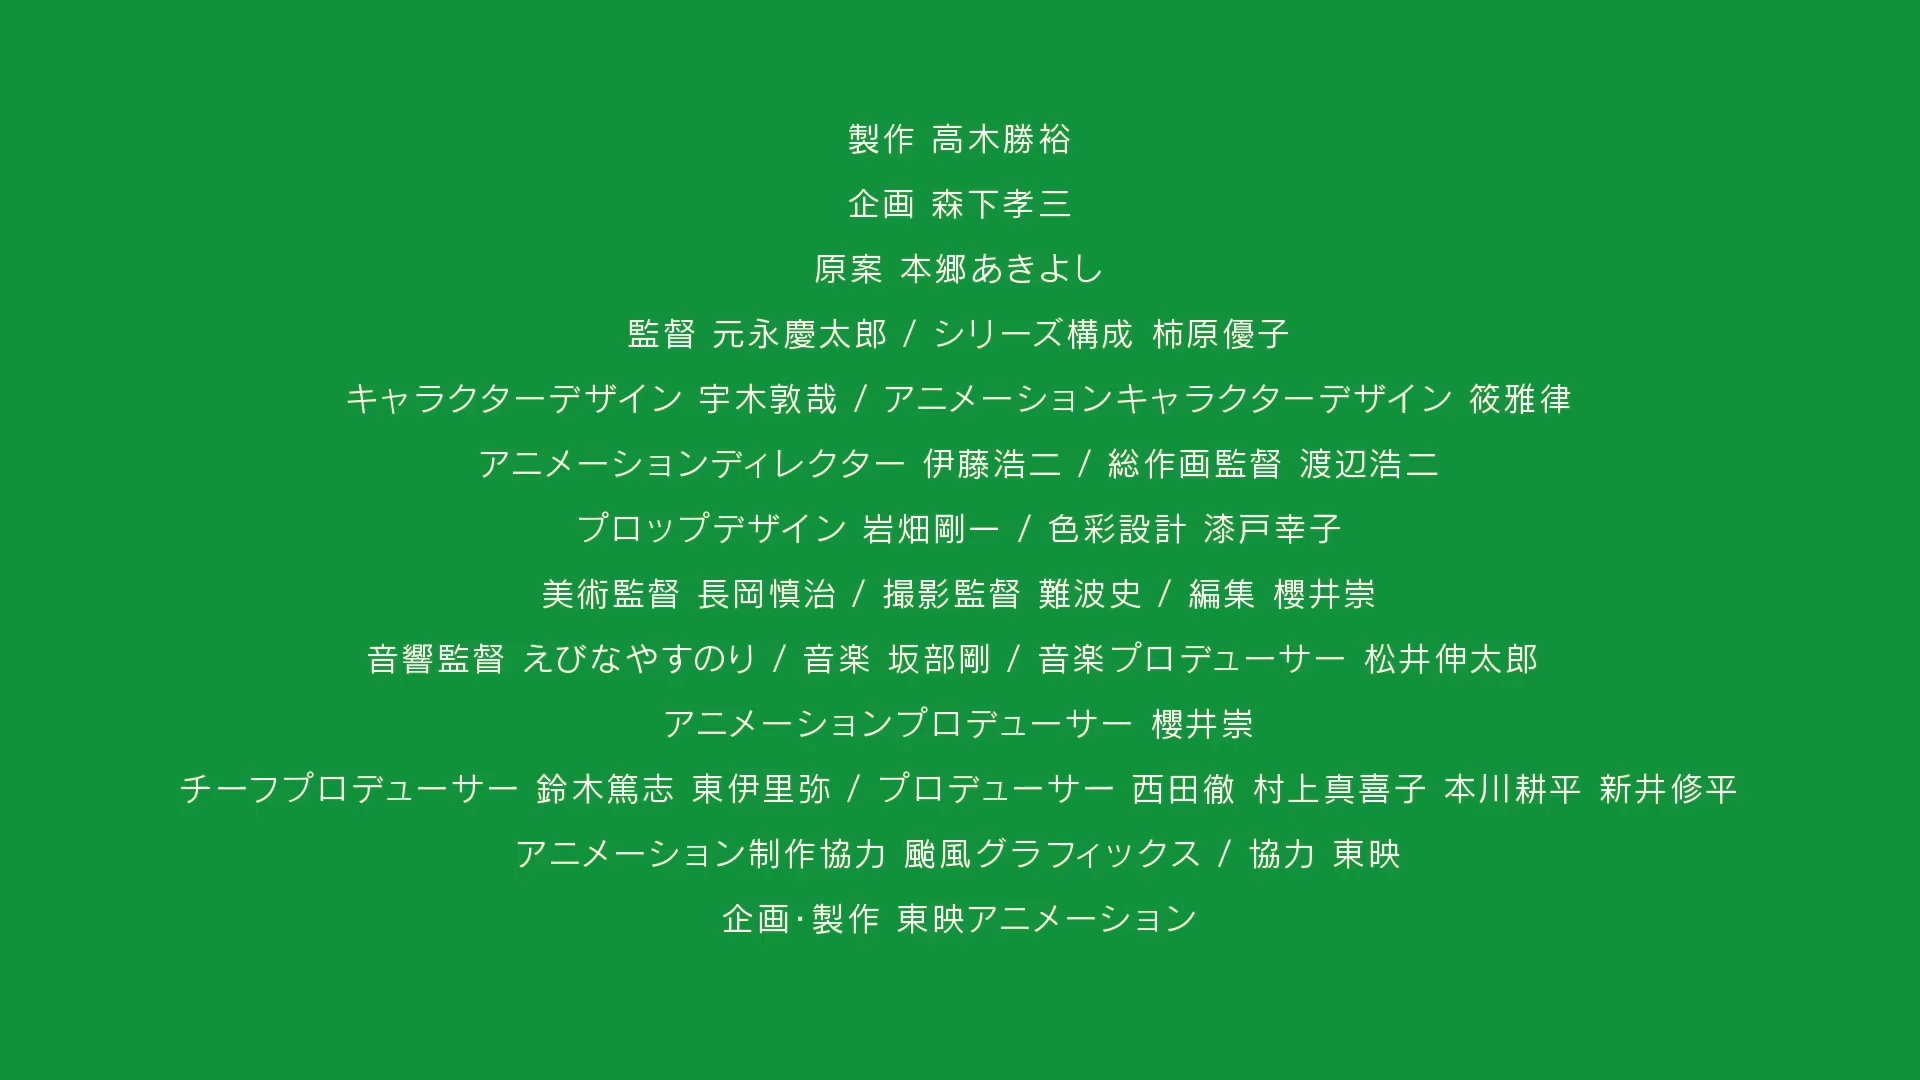 製作 高木勝裕
企画 森下孝三
原案 本郷あきよし
監督 元永慶太郎 / シリーズ構成 柿原優子
キャラクターデザイン 宇木敦哉 / アニメーションキャラクターデザイン 筱雅律
アニメーションディレクター 伊藤浩二 / 総作画監督 渡辺浩二
プロップデザイン 岩畑剛一 / 色彩設計 漆戸幸子
美術監督 長岡慎治 / 撮影監督 難波史 / 編集 櫻井崇
音響監督 えびなやすのり / 音楽 坂部剛 / 音楽プロデューサー 松井伸太郎
アニメーションプロデューサー 櫻井崇
チーフプロデューサー 鈴木篤志 東伊里弥 / プロデューサー 西田徹 村上真喜子 本川耕平 新井修平
アニメーション制作協力 颱風グラフィックス / 協力 東映
企画・製作 東映アニメーション